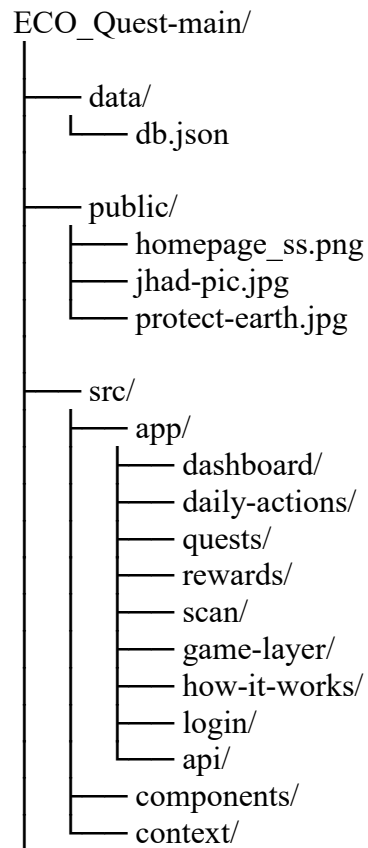 ECO_Quest-main/
data/
db.json
public/
homepage_ss.png
jhad-pic.jpg
protect-earth.jpg
src/
app/
dashboard/
daily-actions/
quests/
rewards/
scan/
game-layer/
how-it-works/
login/
api/
components/
context/